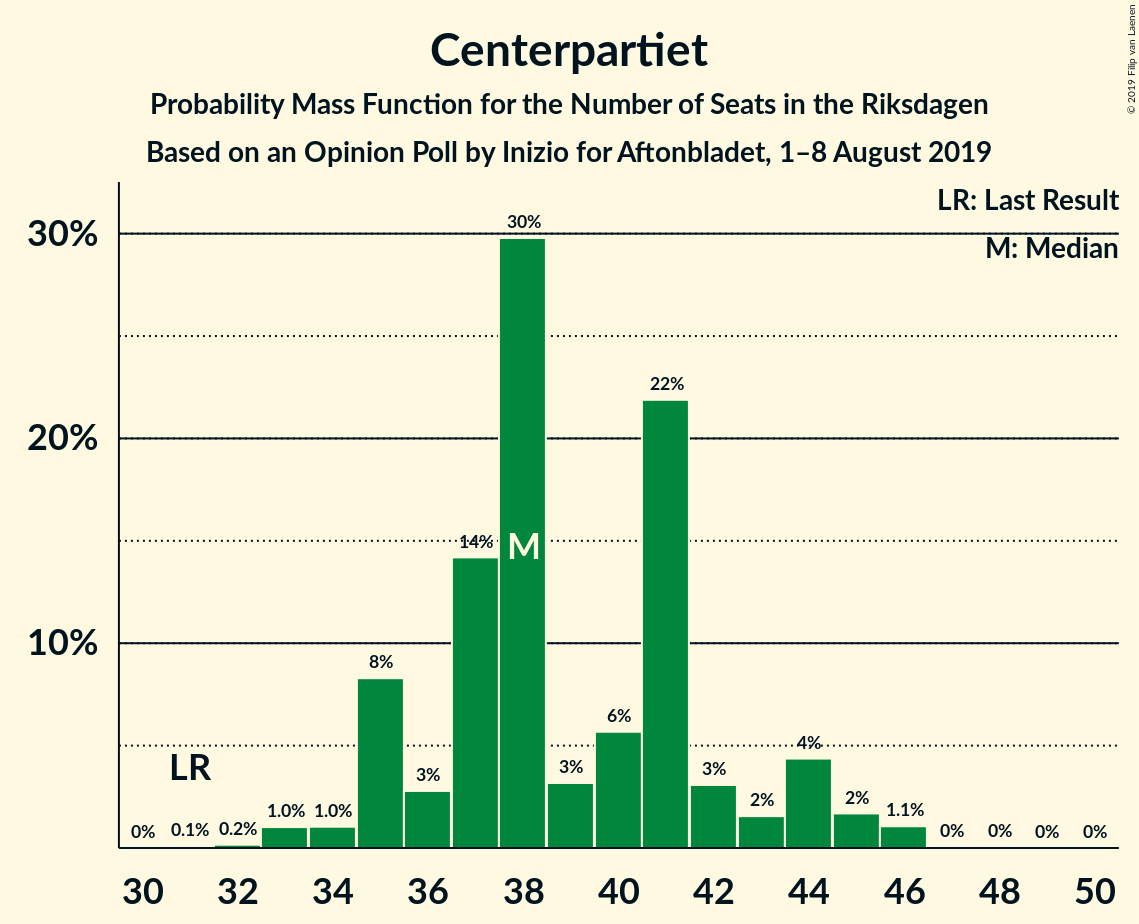 Centerpartiet
Probability Mass Function for the Number of Seats in the Riksdagen
Based on an Opinion Poll by Inizio for Aftonbladet, 1–8 August 2019
© 2019 Filip van Laenen
LR: Last Result
M: Median
30%
20%
10%
0% 0.1% 0.2% 1.0% 1.0% 8% 3% 14% 30% 3% 6% 22% 3% 2% 4% 2% 1.1% 0% 0% 0% 0%
LR
M
30 32 34 36 38 40 42 44 46 48 50